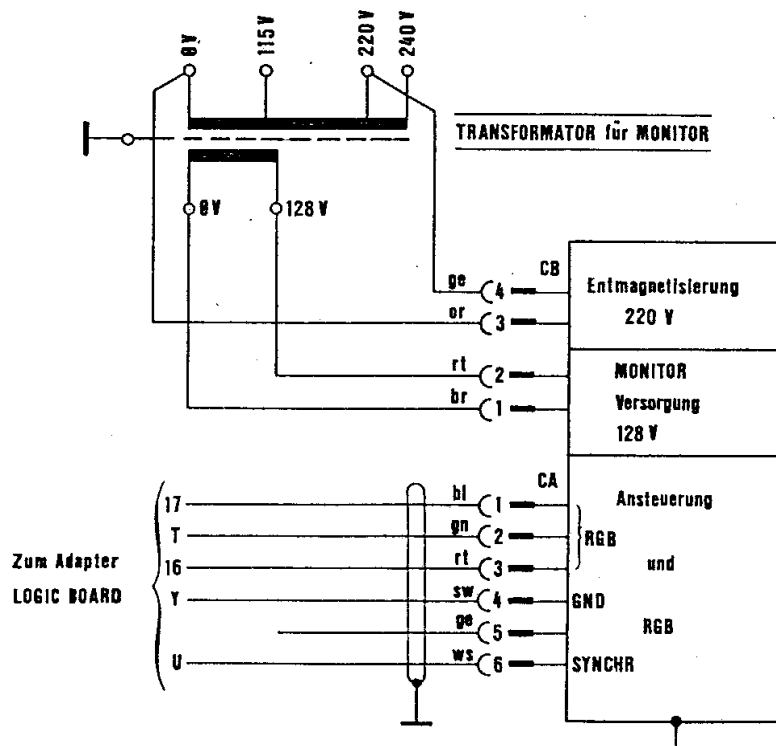 0V 115V 220V 240V
TRANSFORMATOR für MONITOR
0V 128V
CB
ge 4
or 3
Entmagnetisierung
220 V
rt 2
br 1
MONITOR
Versorgung
128 V
CA
Zum Adapter
LOGIC BOARD
17 bl 1
T gn 2
16 rt 3
Y sw 4 GND
ge 5
U ws 6 SYNCHR
RGB
Ansteuerung
und
RGB